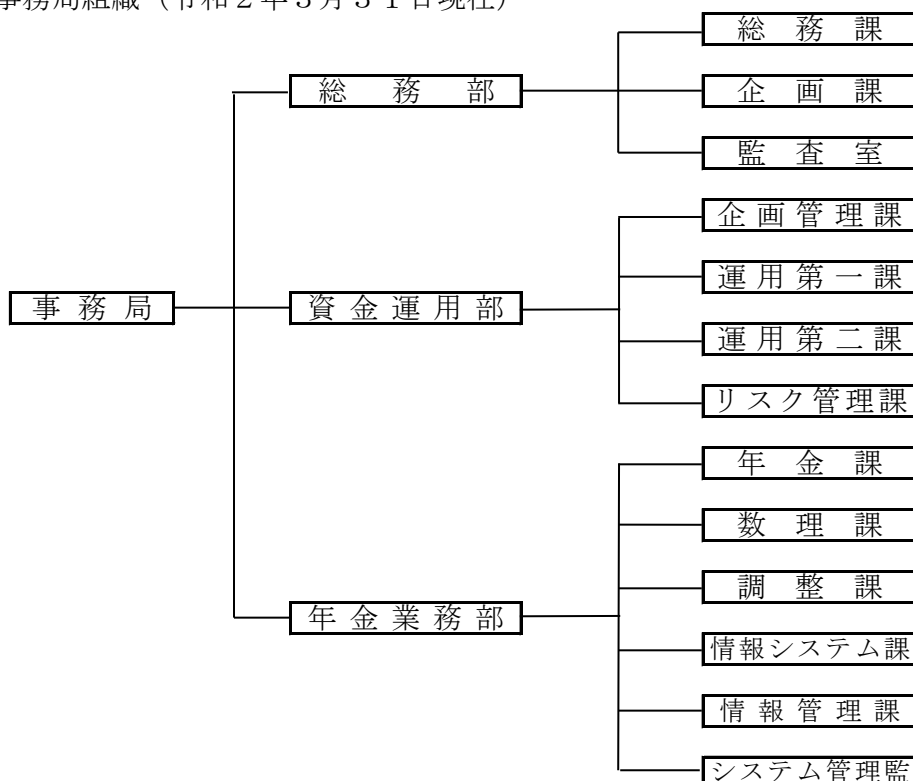 事務局組織（令和２年３月３１日現在）
総務課
総務部
企画課
監査室
企画管理課
運用第一課
事務局
資金運用部
運用第二課
リスク管理課
年金課
数理課
調整課
年金業務部
情報システム課
情報管理課
システム管理監